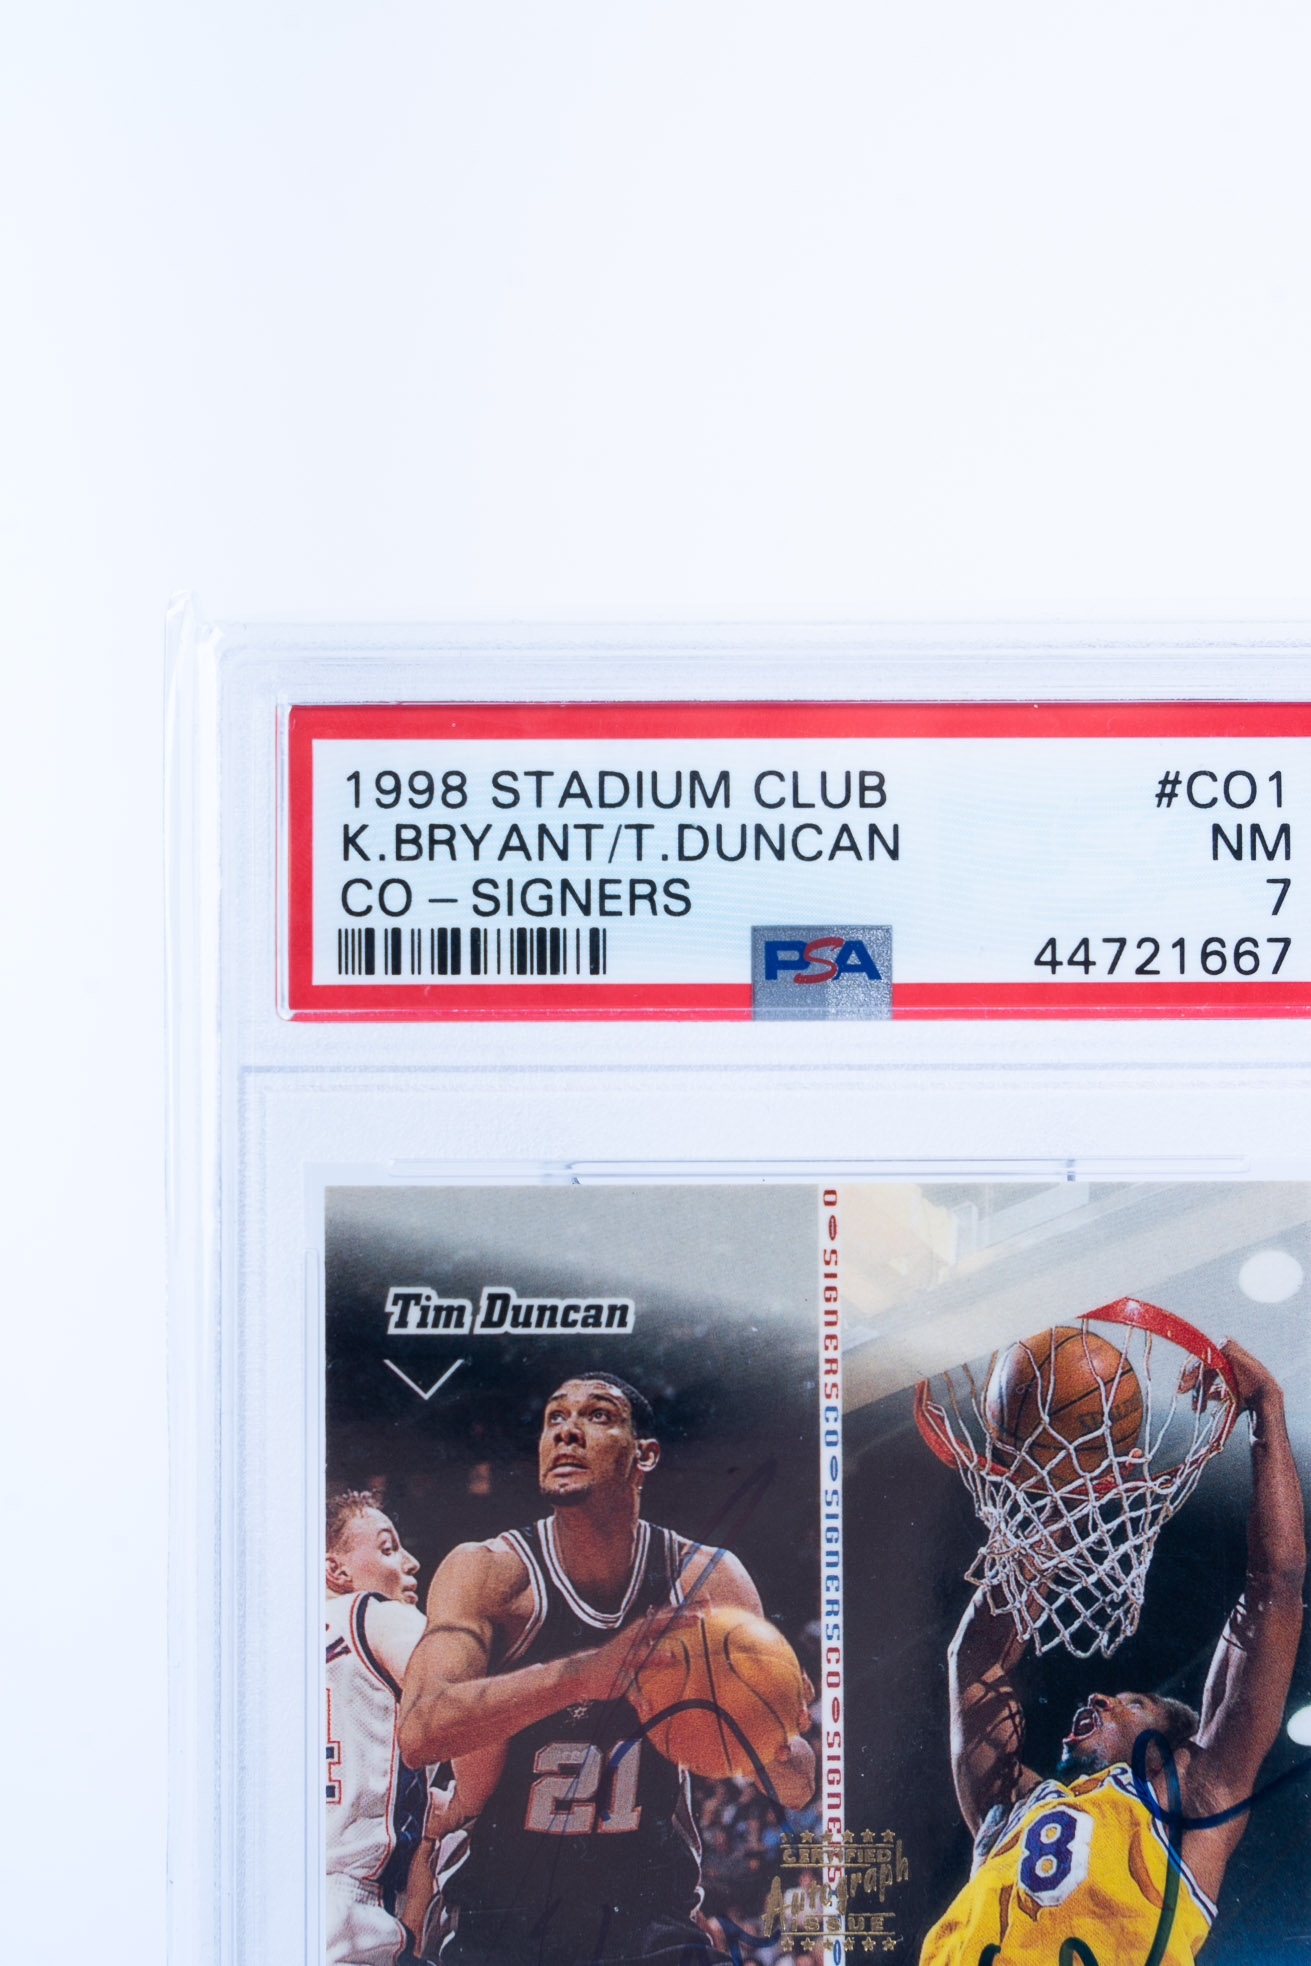 1998 STADIUM CLUB #CO1
K.BRYANT/T.DUNCAN NM
CO-SIGNERS 7
PSA 44721667
Tim Duncan
O SIGNERS CO SIGNERS CO SIGNERS
21
8
CERTIFIED
Autograph
ISSUE